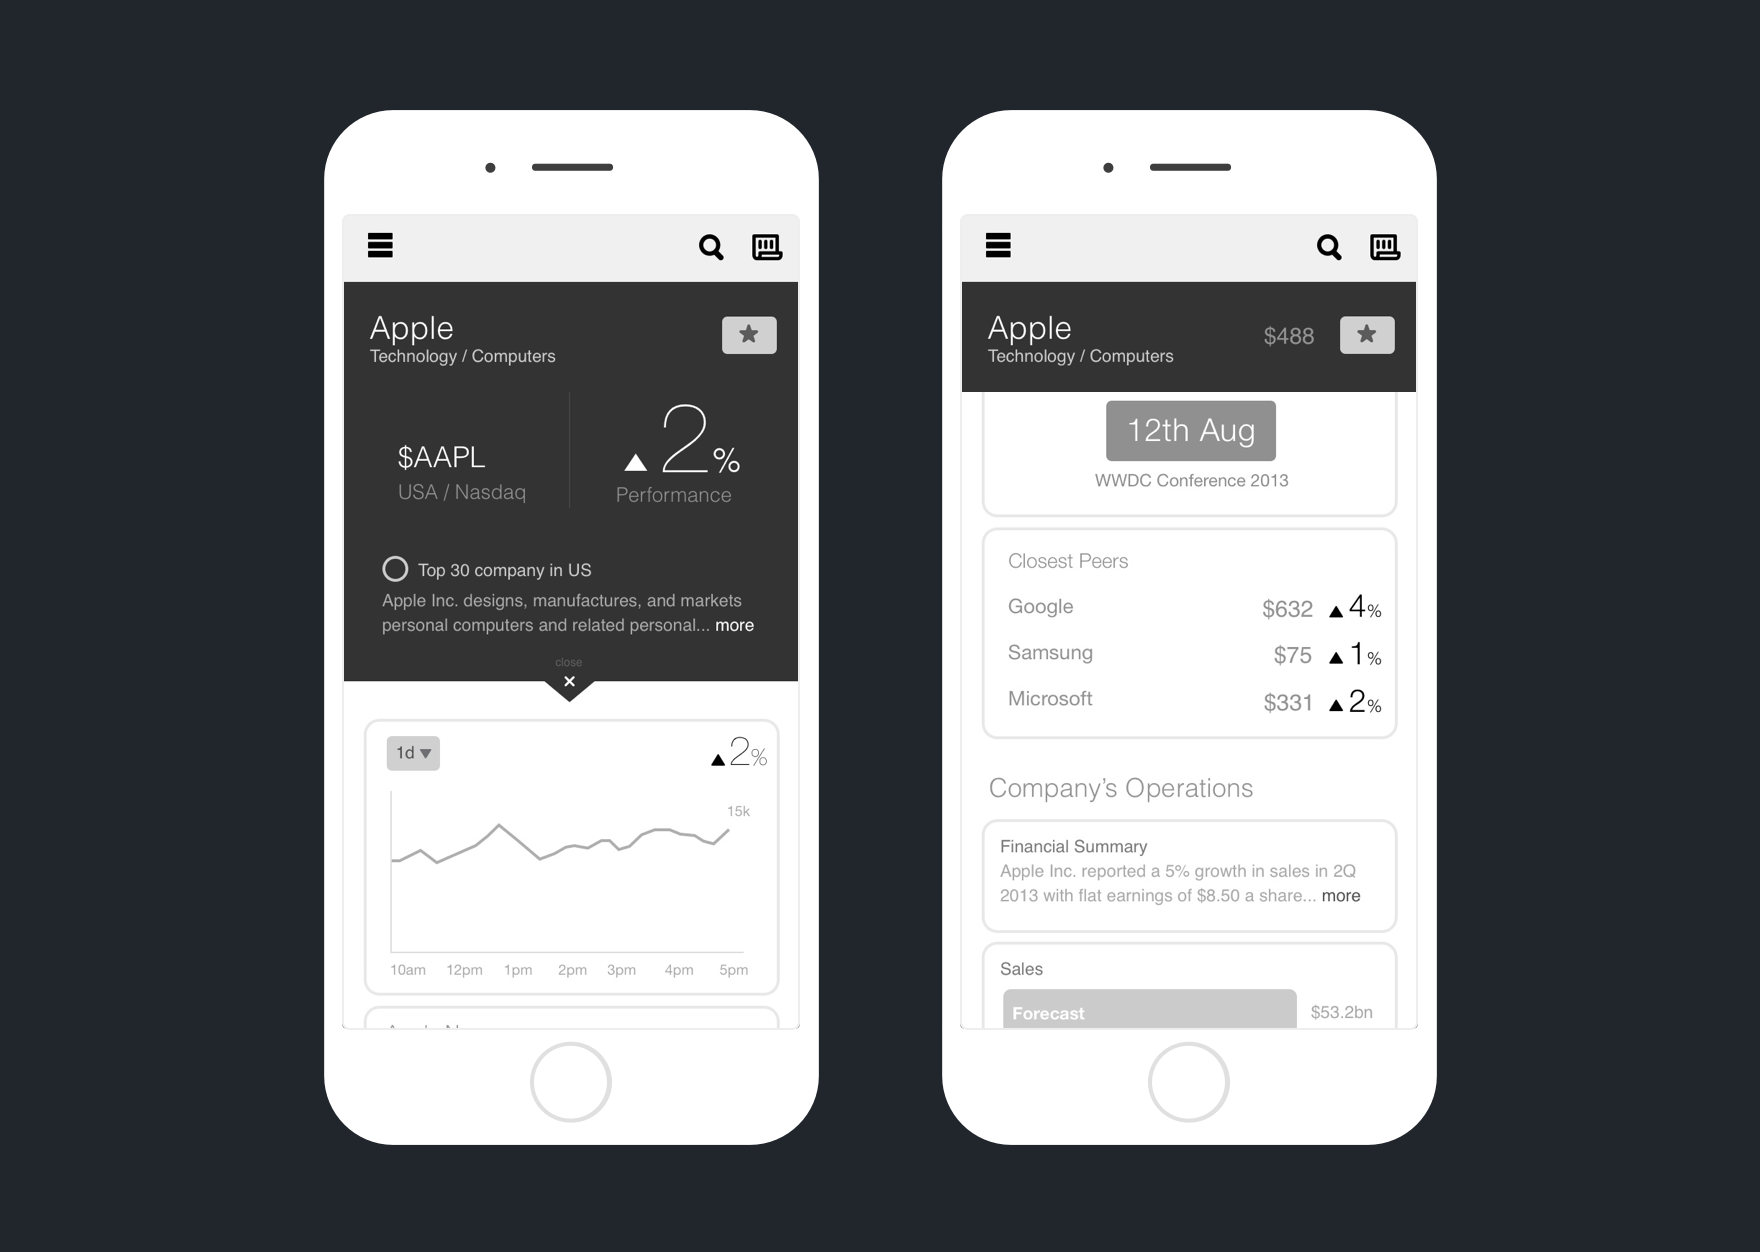 Apple
Technology / Computers
$AAPL
USA / Nasdaq
▲ 2%
Performance
Top 30 company in US
Apple Inc. designs, manufactures, and markets
personal computers and related personal... more
close
1d ▼
▲2%
15k
10am 12pm 1pm 2pm 3pm 4pm 5pm
Apple
Technology / Computers
$488
12th Aug
WWDC Conference 2013
Closest Peers
Google $632 ▲4%
Samsung $75 ▲1%
Microsoft $331 ▲2%
Company’s Operations
Financial Summary
Apple Inc. reported a 5% growth in sales in 2Q
2013 with flat earnings of $8.50 a share... more
Sales
Forecast $53.2bn